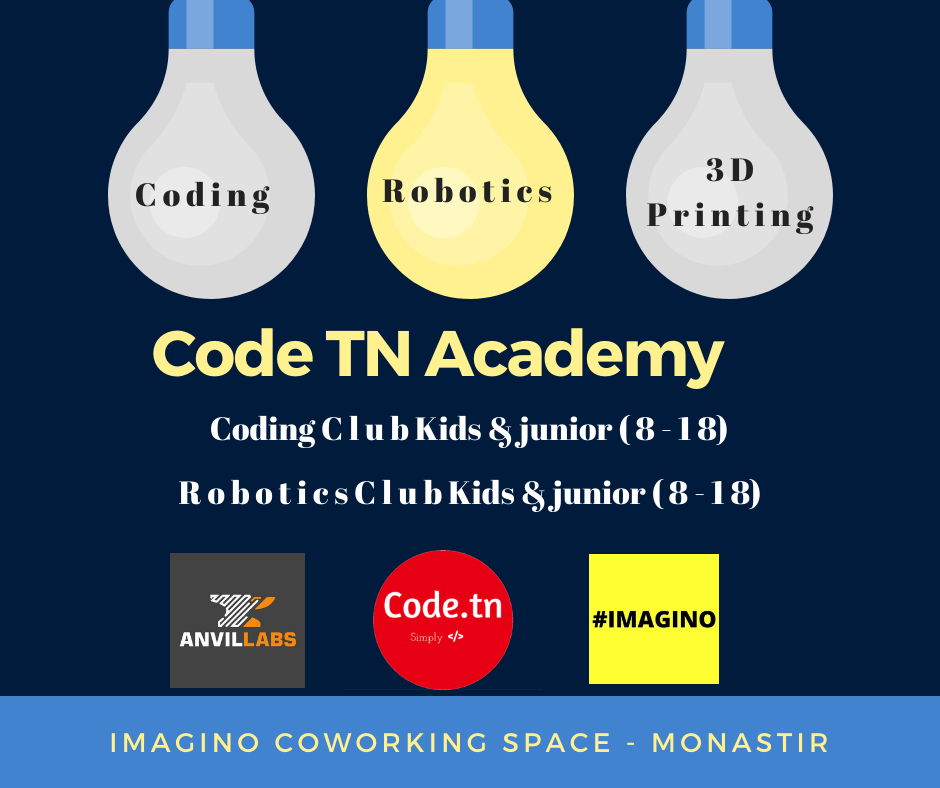 Coding
Robotics
3D
Printing
Code TN Academy
Coding Club Kids & junior (8 - 18)
Robotics Club Kids & junior (8 - 18)
ANVILLABS
Code.tn
Simply </>
#IMAGINO
IMAGINO COWORKING SPACE - MONASTIR